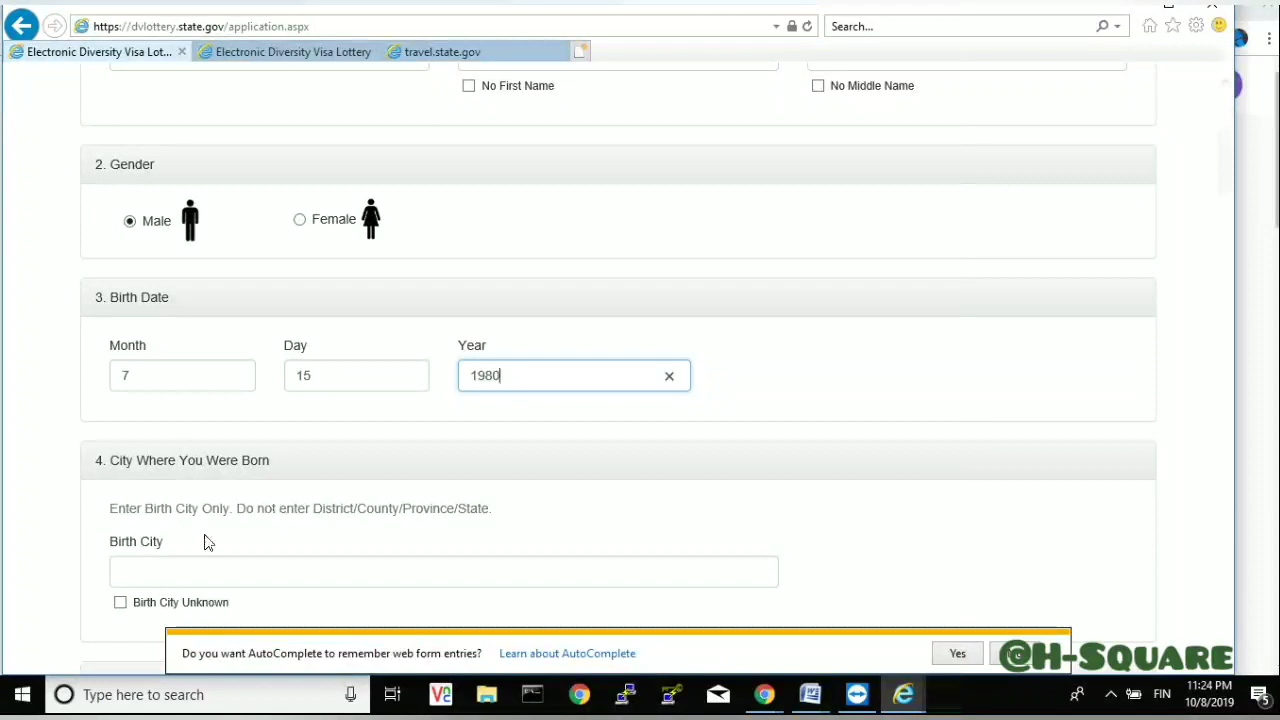 https://dvlottery.state.gov/application.aspx
Search...
Electronic Diversity Visa Lot...
Electronic Diversity Visa Lottery
travel.state.gov
No First Name
No Middle Name
2. Gender
Male
Female
3. Birth Date
Month
Day
Year
7
15
1980
4. City Where You Were Born
Enter Birth City Only. Do not enter District/County/Province/State.
Birth City
Birth City Unknown
Do you want AutoComplete to remember web form entries?
Learn about AutoComplete
Yes
@H-Square
Type here to search
FIN
11:24 PM
10/8/2019
5